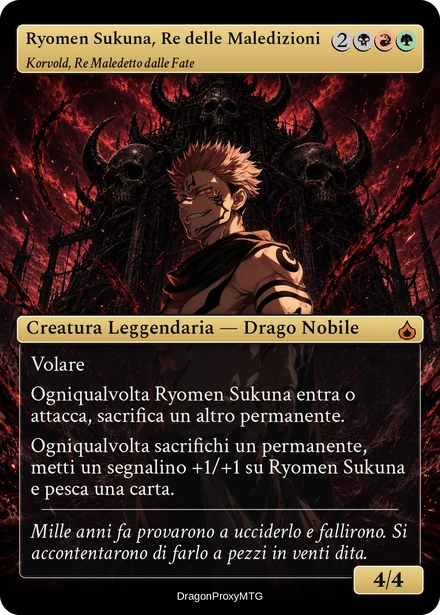 Ryomen Sukuna, Re delle Maledizioni 2
Korvold, Re Maledetto dalle Fate
Creatura Leggendaria — Drago Nobile
Volare
Ogniqualvolta Ryomen Sukuna entra o
attacca, sacrifica un altro permanente.
Ogniqualvolta sacrifichi un permanente,
metti un segnalino +1/+1 su Ryomen Sukuna
e pesca una carta.
Mille anni fa provarono a ucciderlo e fallirono. Si
accontentarono di farlo a pezzi in venti dita.
4/4
DragonProxyMTG